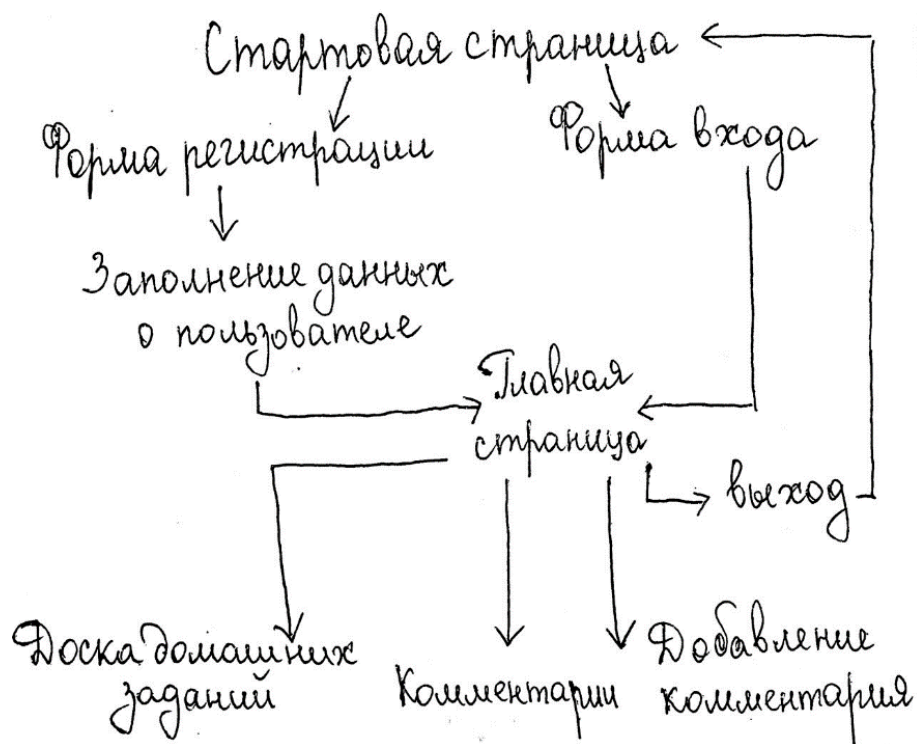 Стартовая страница
Форма регистрации
Форма входа
Заполнение данных
о пользователе
Главная
страница
выход
Доска домашних
заданий
Комментарии
Добавление
комментария